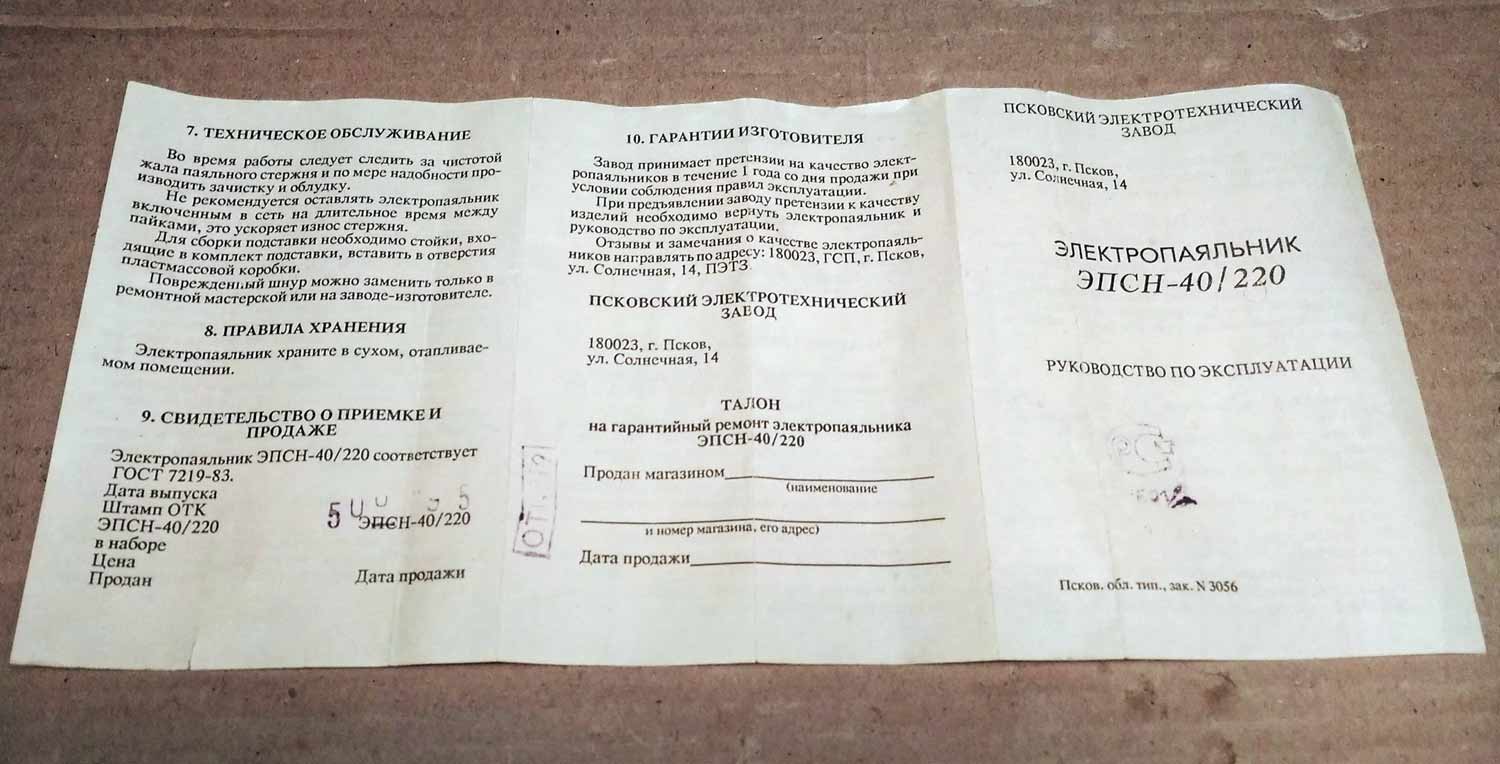 7. ТЕХНИЧЕСКОЕ ОБСЛУЖИВАНИЕ
Во время работы следует следить за чистотой
жала паяльного стержня и по мере надобности про-
изводить зачистку и облудку.
Не рекомендуется оставлять электропаяльник
включенным в сеть на длительное время между
пайками, это ускоряет износ стержня.
Для сборки подставки необходимо стойки, вхо-
дящие в комплект подставки, вставить в отверстия
пластмассовой коробки.
Поврежденный шнур можно заменить только в
ремонтной мастерской или на заводе-изготовителе.
8. ПРАВИЛА ХРАНЕНИЯ
Электропаяльник храните в сухом, отапливае-
мом помещении.
9. СВИДЕТЕЛЬСТВО О ПРИЕМКЕ И
ПРОДАЖЕ
Электропаяльник ЭПСН-40/220 соответствует
ГОСТ 7219-83.
Дата выпуска
Штамп ОТК
ЭПСН-40/220 5 ЭПСН-40/220
в наборе
Цена
Продан Дата продажи
10. ГАРАНТИИ ИЗГОТОВИТЕЛЯ
Завод принимает претензии на качество элект-
ропаяльников в течение 1 года со дня продажи при
условии соблюдения правил эксплуатации.
При предъявлении заводу претензии к качеству
изделий необходимо вернуть электропаяльник и
руководство по эксплуатации.
Отзывы и замечания о качестве электропаяль-
ников направлять по адресу: 180023, ГСП, г. Псков,
ул. Солнечная, 14, ПЭТЗ
ПСКОВСКИЙ ЭЛЕКТРОТЕХНИЧЕСКИЙ
ЗАВОД
180023, г. Псков,
ул. Солнечная, 14
ТАЛОН
на гарантийный ремонт электропаяльника
ЭПСН-40/220
Продан магазином
(наименование
и номер магазина, его адрес)
Дата продажи
ПСКОВСКИЙ ЭЛЕКТРОТЕХНИЧЕСКИЙ
ЗАВОД
180023, г. Псков,
ул. Солнечная, 14
ЭЛЕКТРОПАЯЛЬНИК
ЭПСН-40/220
РУКОВОДСТВО ПО ЭКСПЛУАТАЦИИ
Псков. обл. тип., зак. N 3056